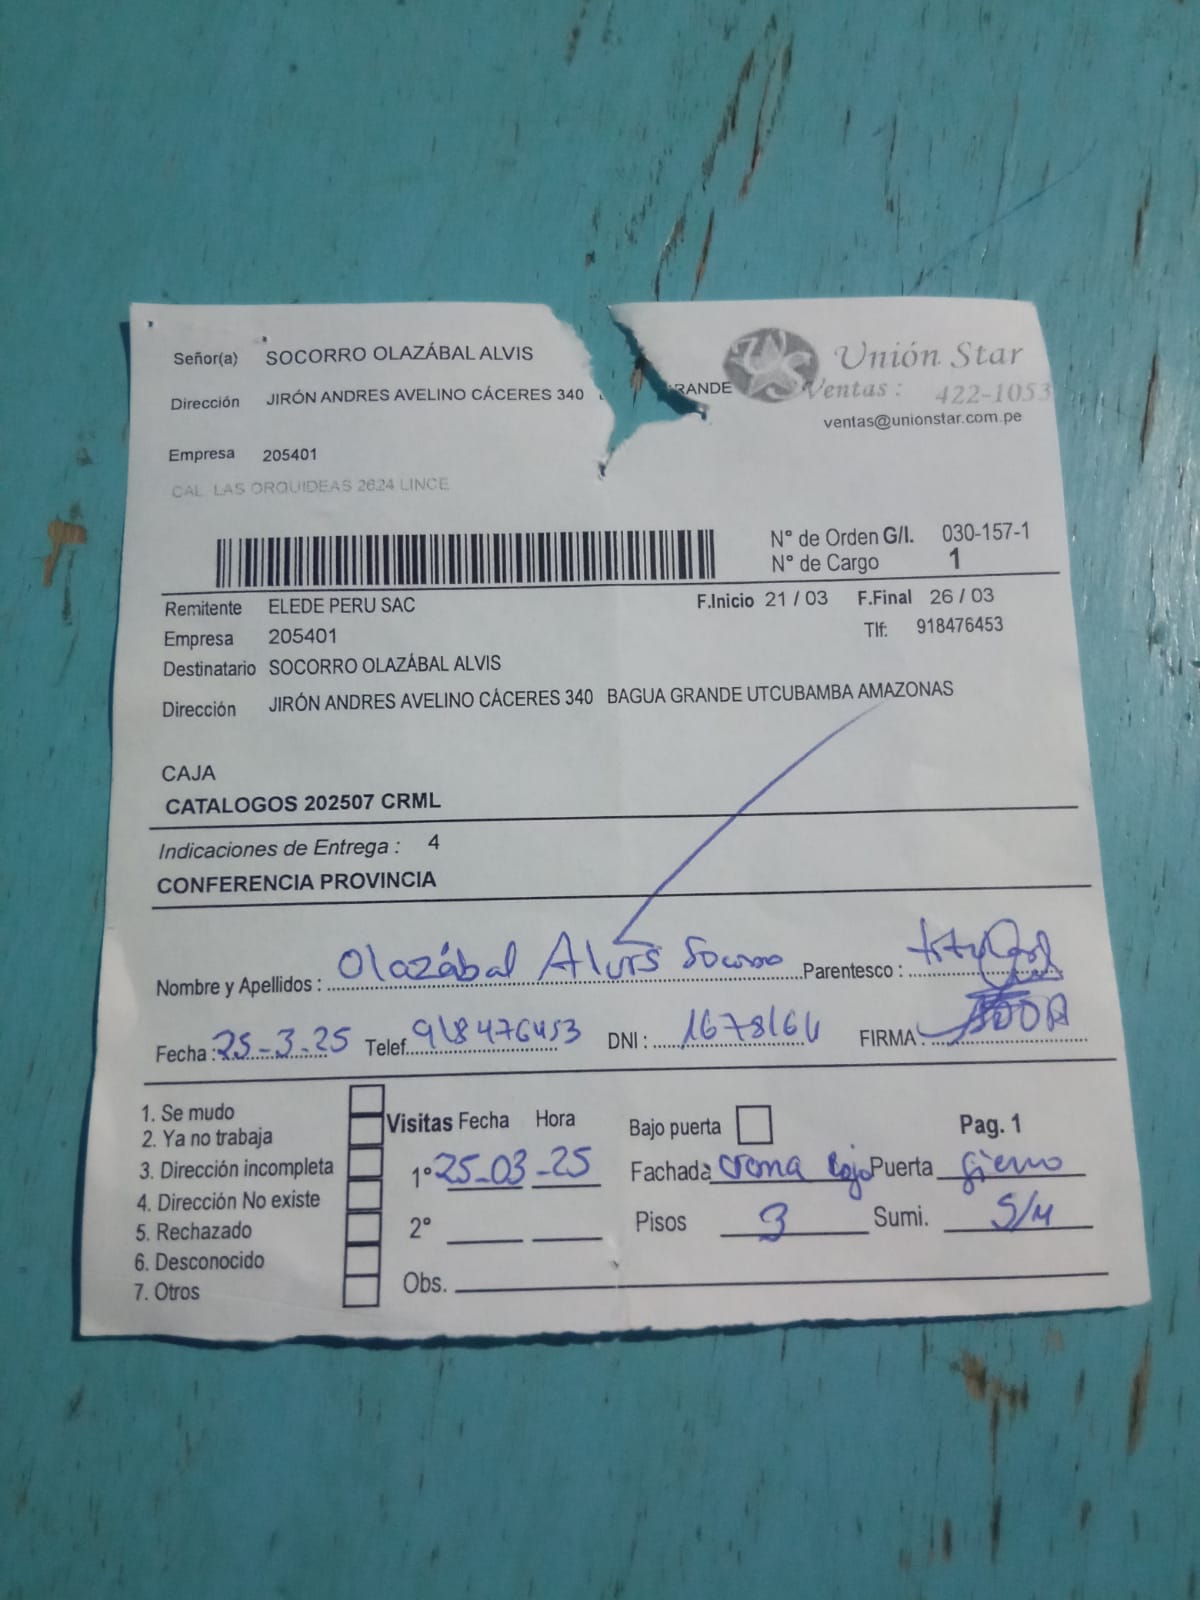 Señor(a) SOCORRO OLAZÁBAL ALVIS
Unión Star
Dirección JIRÓN ANDRES AVELINO CÁCERES 340 RANDE
Ventas: 422-1053
ventas@unionstar.com.pe
Empresa 205401
CAL. LAS ORQUIDEAS 2624 LINCE
N° de Orden G/I. 030-157-1
N° de Cargo 1
Remitente ELEDE PERU SAC F.Inicio 21 / 03 F.Final 26 / 03
Empresa 205401 Tlf: 918476453
Destinatario SOCORRO OLAZÁBAL ALVIS
Dirección JIRÓN ANDRES AVELINO CÁCERES 340 BAGUA GRANDE UTCUBAMBA AMAZONAS
CAJA
CATALOGOS 202507 CRML
Indicaciones de Entrega : 4
CONFERENCIA PROVINCIA
Nombre y Apellidos : Olazábal Alvis Socorro Parentesco :
Fecha : 25-3-25 Telef. 918476453 DNI : 16781611 FIRMA :
1. Se mudo
2. Ya no trabaja
3. Dirección incompleta
4. Dirección No existe
5. Rechazado
6. Desconocido
7. Otros
Visitas Fecha Hora
1° 25-03-25
2°
Obs.
Bajo puerta Pag. 1
Fachada crema rojo Puerta fierro
Pisos 3 Sumi. S/M